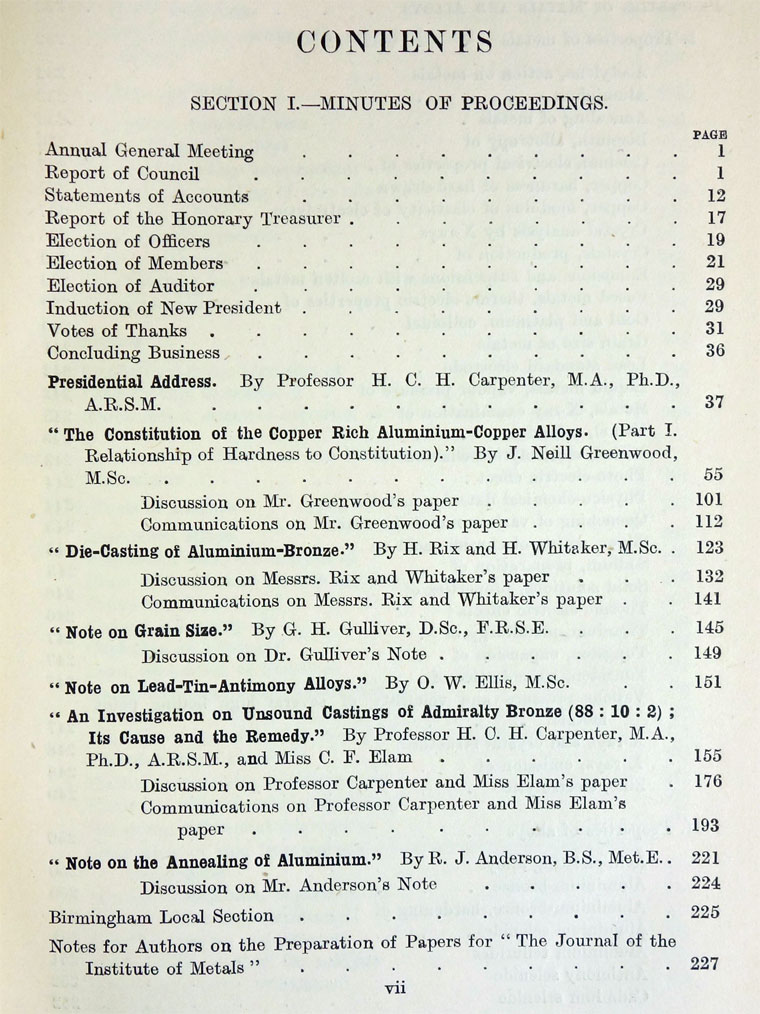 CONTENTS
SECTION I.—MINUTES OF PROCEEDINGS.
PAGE
Annual General Meeting . . . . . . . . . 1
Report of Council . . . . . . . . . . 1
Statements of Accounts . . . . . . . . . 12
Report of the Honorary Treasurer . . . . . . . . 17
Election of Officers . . . . . . . . . . 19
Election of Members . . . . . . . . . . 21
Election of Auditor . . . . . . . . . . 29
Induction of New President . . . . . . . . . 29
Votes of Thanks . . . . . . . . . . . 31
Concluding Business . . . . . . . . . . 36
Presidential Address. By Professor H. C. H. Carpenter, M.A., Ph.D.,
A.R.S.M. . . . . . . . . . . . 37
“The Constitution of the Copper Rich Aluminium-Copper Alloys. (Part I.
Relationship of Hardness to Constitution).” By J. Neill Greenwood,
M.Sc. . . . . . . . . . . . . 55
Discussion on Mr. Greenwood's paper . . . . . 101
Communications on Mr. Greenwood's paper . . . . 112
“Die-Casting of Aluminium-Bronze.” By H. Rix and H. Whitaker, M.Sc. . 123
Discussion on Messrs. Rix and Whitaker's paper . . . 132
Communications on Messrs. Rix and Whitaker's paper . . 141
“Note on Grain Size.” By G. H. Gulliver, D.Sc., F.R.S.E. . . . 145
Discussion on Dr. Gulliver's Note . . . . . . 149
“Note on Lead-Tin-Antimony Alloys.” By O. W. Ellis, M.Sc. . . 151
“An Investigation on Unsound Castings of Admiralty Bronze (88 : 10 : 2) ;
Its Cause and the Remedy.” By Professor H. C. H. Carpenter, M.A.,
Ph.D., A.R.S.M., and Miss C. F. Elam . . . . . . 155
Discussion on Professor Carpenter and Miss Elam's paper . 176
Communications on Professor Carpenter and Miss Elam's
paper . . . . . . . . . . 193
“Note on the Annealing of Aluminium.” By R. J. Anderson, B.S., Met.E. . 221
Discussion on Mr. Anderson's Note . . . . . 224
Birmingham Local Section . . . . . . . . . 225
Notes for Authors on the Preparation of Papers for “The Journal of the
Institute of Metals” . . . . . . . . . 227
vii